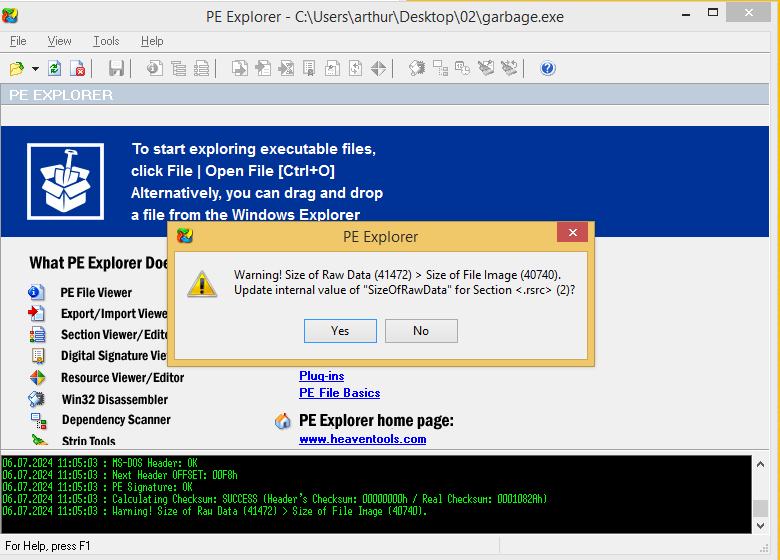 PE Explorer - C:\Users\arthur\Desktop\02\garbage.exe
File View Tools Help
PE EXPLORER
To start exploring executable files,
click File | Open File [Ctrl+O]
Alternatively, you can drag and drop
a file from the Windows Explorer
PE Explorer
Warning! Size of Raw Data (41472) > Size of File Image (40740).
Update internal value of "SizeOfRawData" for Section <.rsrc> (2)?
Yes No
What PE Explorer Doe
PE File Viewer
Export/Import Viewe
Section Viewer/Edito
Digital Signature Vie
Resource Viewer/Editor
Win32 Disassembler
Dependency Scanner
Strip Tools
Plug-ins
PE File Basics
PE Explorer home page:
www.heaventools.com
06.07.2024 11:05:03 : MS-DOS Header: OK
06.07.2024 11:05:03 : Next Header OFFSET: 00F8h
06.07.2024 11:05:03 : PE Signature: OK
06.07.2024 11:05:03 : Calculating Checksum: SUCCESS (Header's Checksum: 00000000h / Real Checksum: 0001082Ah)
06.07.2024 11:05:03 : Warning! Size of Raw Data (41472) > Size of File Image (40740).
For Help, press F1